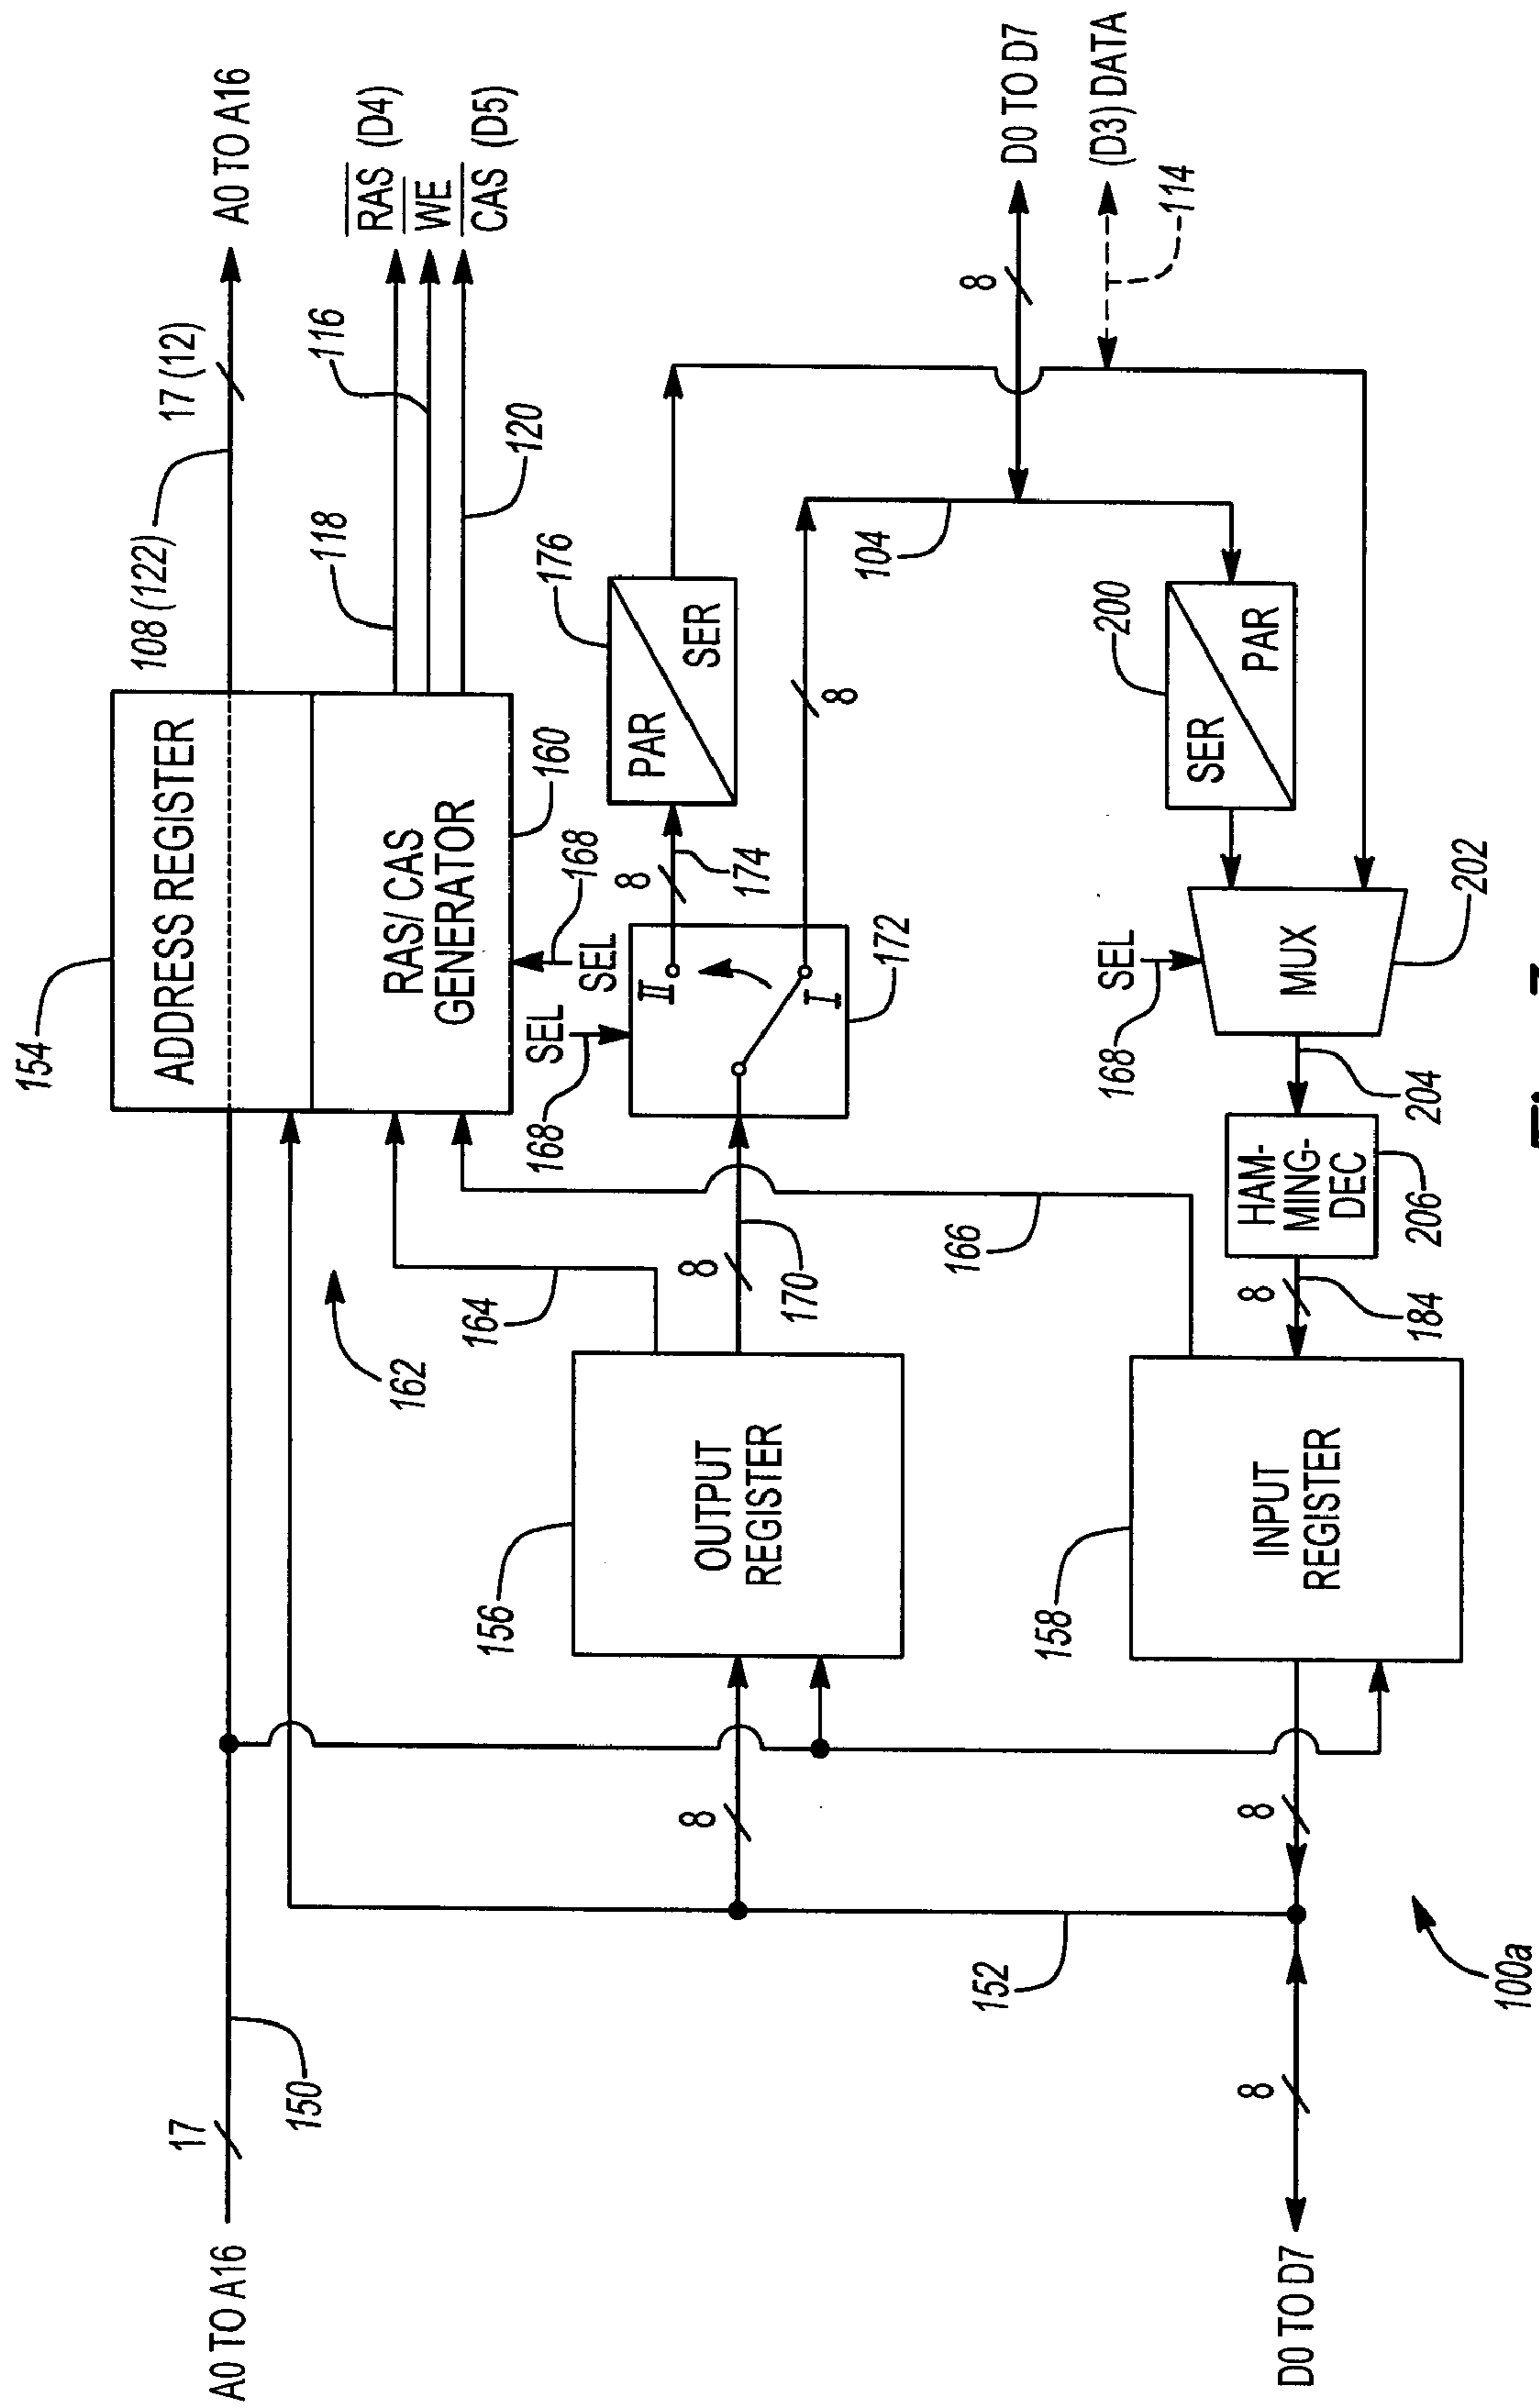 A0 TO A16
17
150
154
ADDRESS REGISTER
108 (122)
17 (12)
A0 TO A16
RAS/ CAS
GENERATOR
160
118
116
120
RAS (D4)
WE
CAS (D5)
162
164
166
168
SEL
168
SEL
156
OUTPUT
REGISTER
8
8
170
II
I
172
8
174
PAR
SER
176
8
104
8
D0 TO D7
(D3) DATA
114
152
158
INPUT
REGISTER
8
8
184
HAM-
MING-
DEC
206
204
168
SEL
MUX
202
SER
PAR
200
D0 TO D7
8
100a